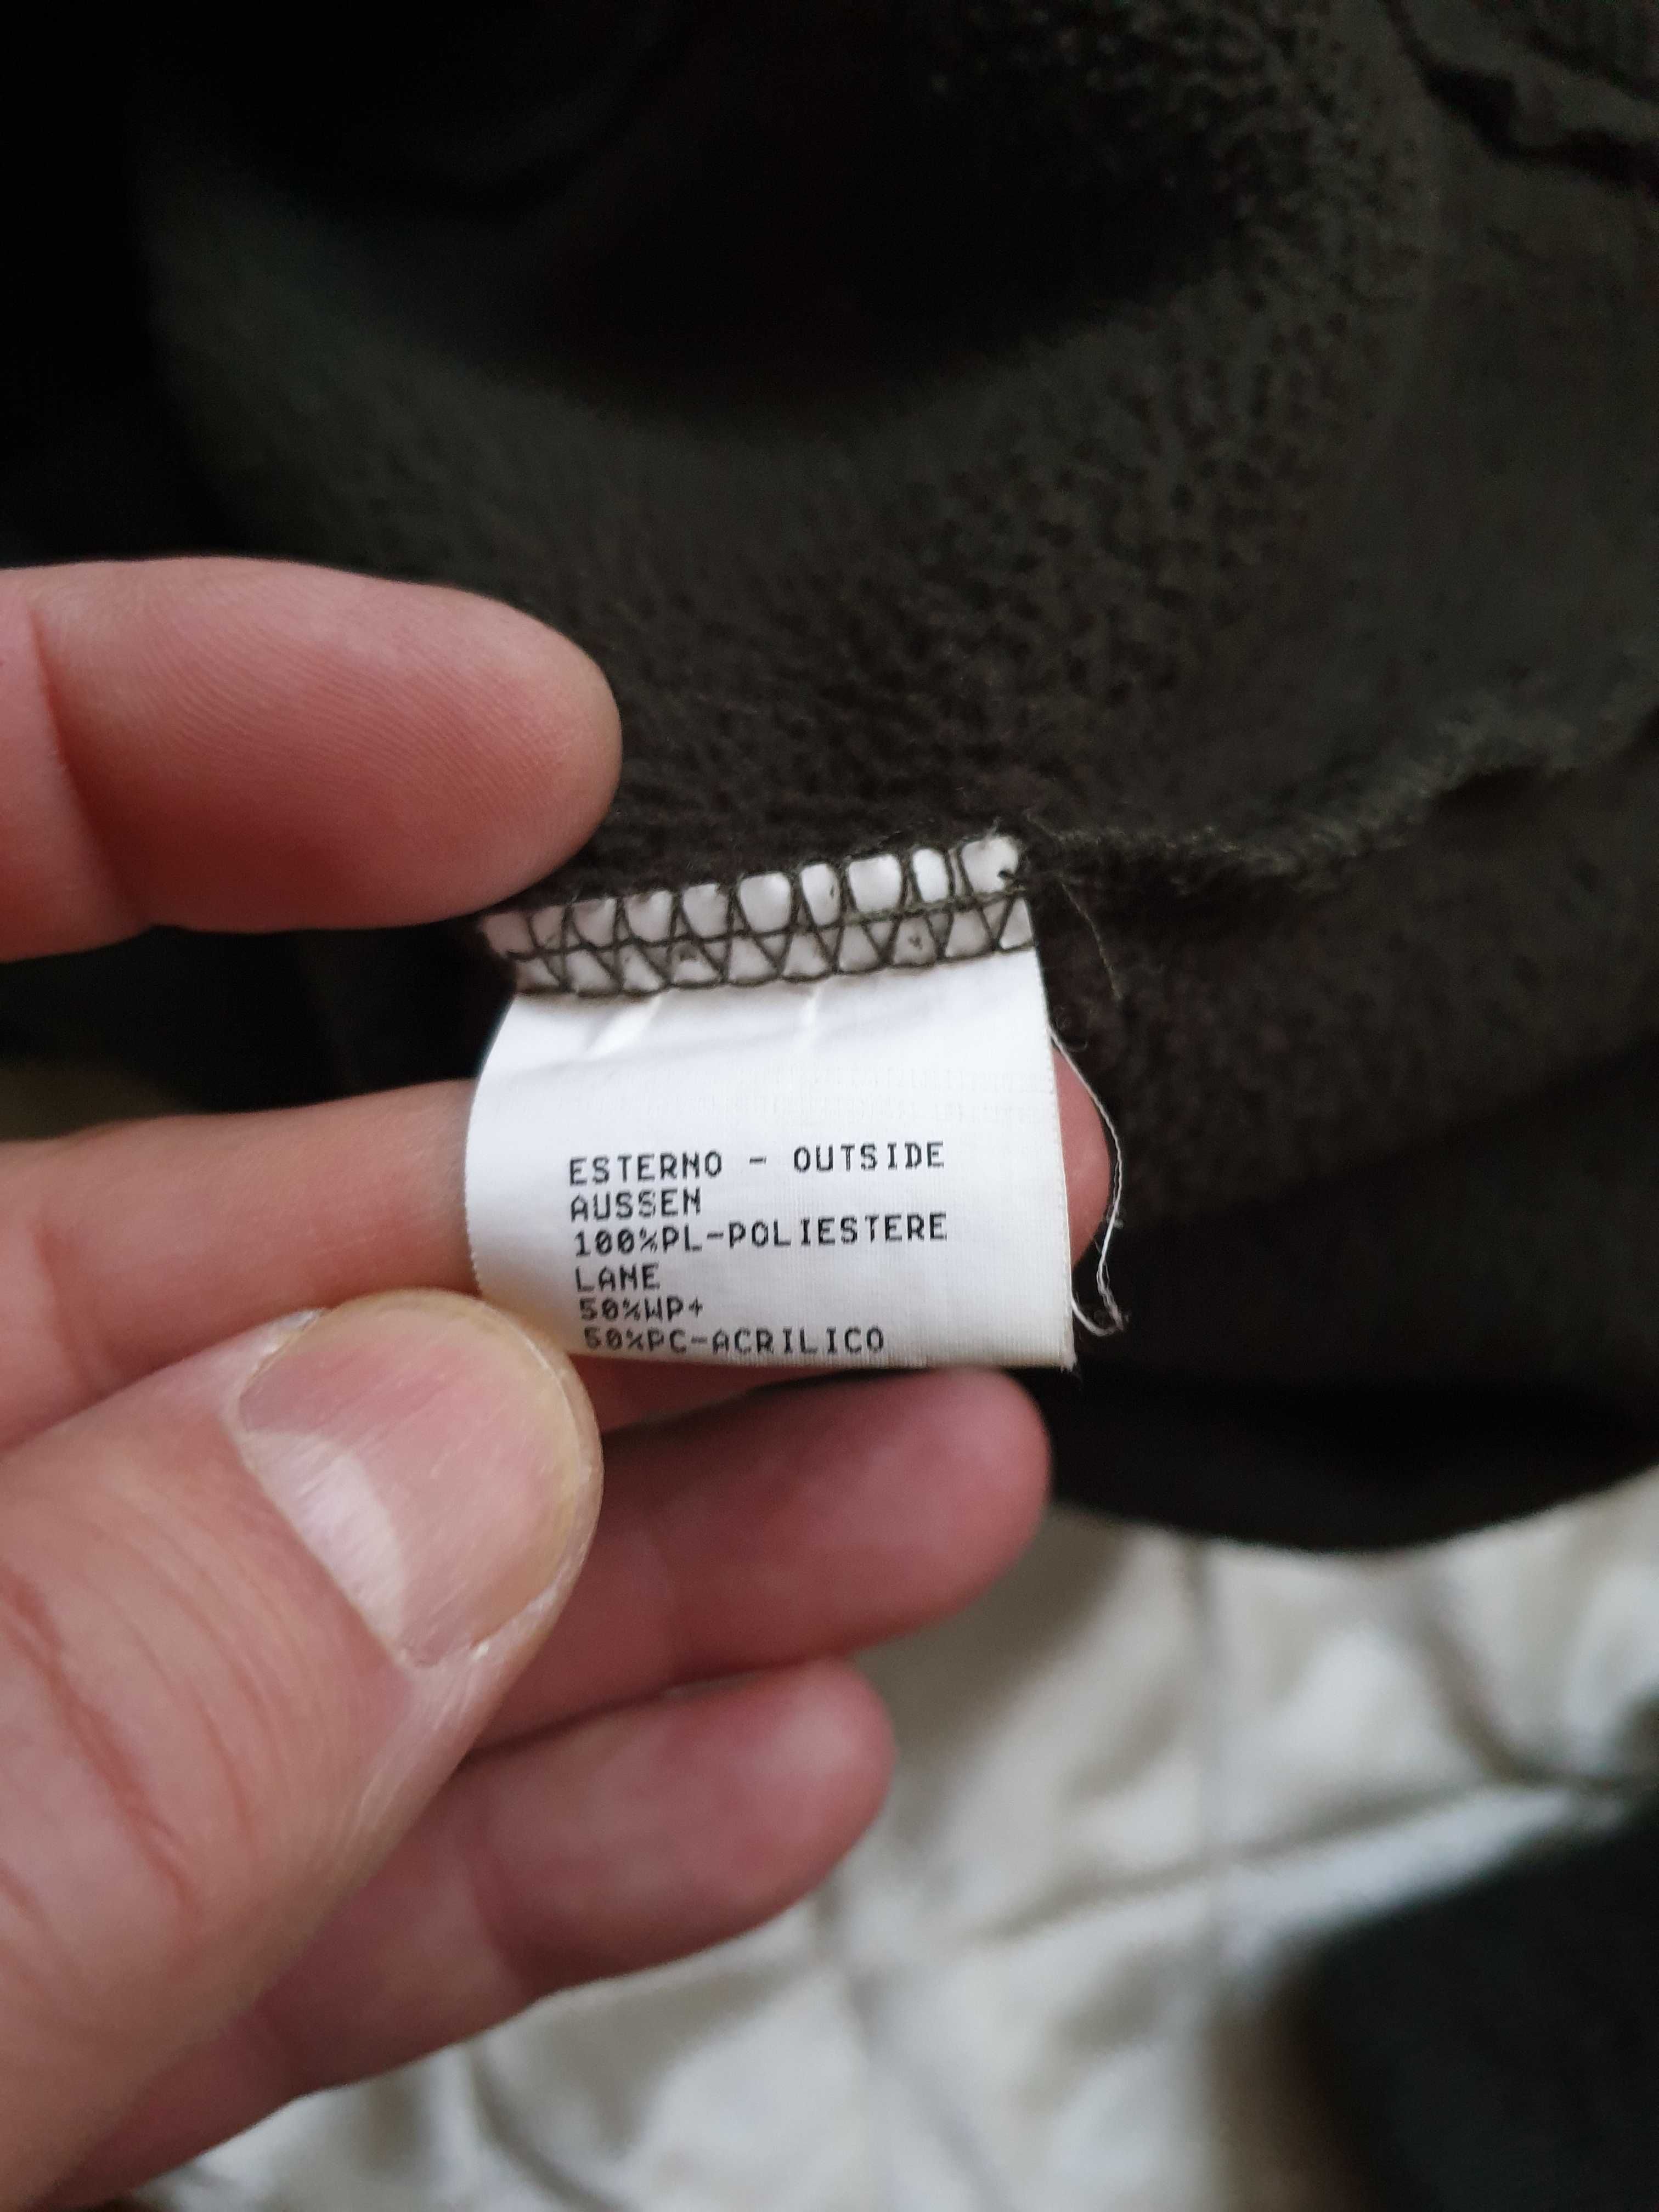 ESTERNO - OUTSIDE
AUSSEN
100%PL-POLIESTERE
LANE
50%WP+
50%PC-ACRILICO